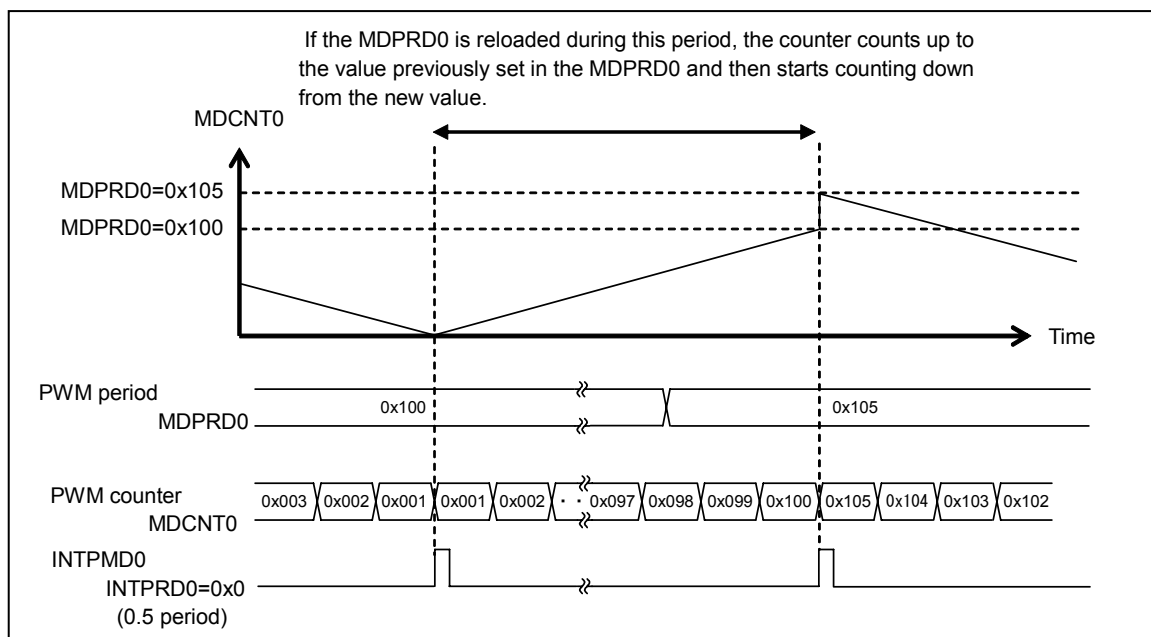 If the MDPRD0 is reloaded during this period, the counter counts up to
the value previously set in the MDPRD0 and then starts counting down
from the new value.
MDCNT0
MDPRD0=0x105
MDPRD0=0x100
Time
PWM period
MDPRD0
0x100
0x105
PWM counter
MDCNT0
0x003 0x002 0x001 0x001 0x002 ・・ 0x097 0x098 0x099 0x100 0x105 0x104 0x103 0x102
INTPMD0
INTPRD0=0x0
(0.5 period)